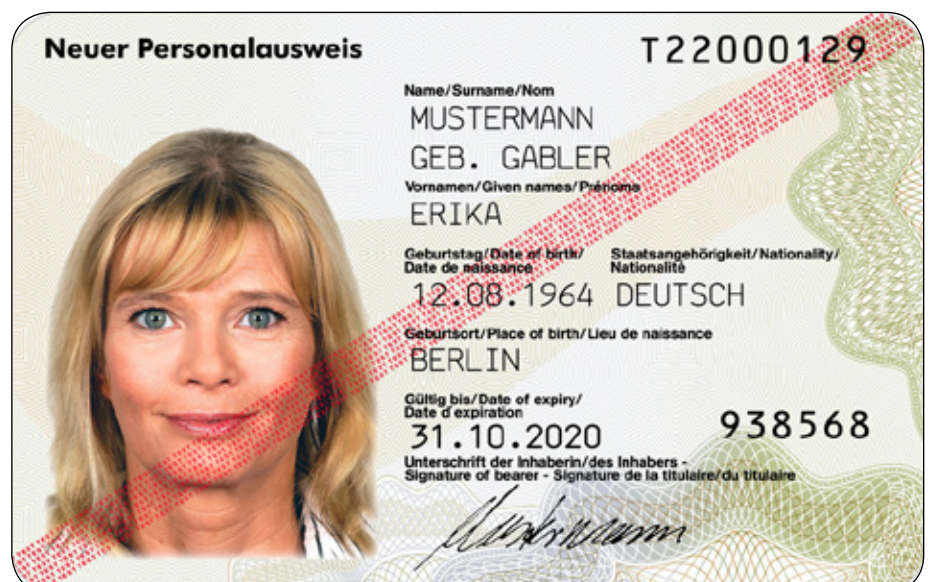 Neuer Personalausweis
T22000129
Name/Surname/Nom
MUSTERMANN
GEB. GABLER
Vornamen/Given names/Prénoms
ERIKA
Geburtstag/Date of birth/
Date de naissance
Staatsangehörigkeit/Nationality/
Nationalité
12.08.1964 DEUTSCH
Geburtsort/Place of birth/Lieu de naissance
BERLIN
Gültig bis/Date of expiry/
Date d'expiration
31.10.2020
938568
Unterschrift der Inhaberin/des Inhabers -
Signature of bearer - Signature de la titulaire/du titulaire
Mustermann